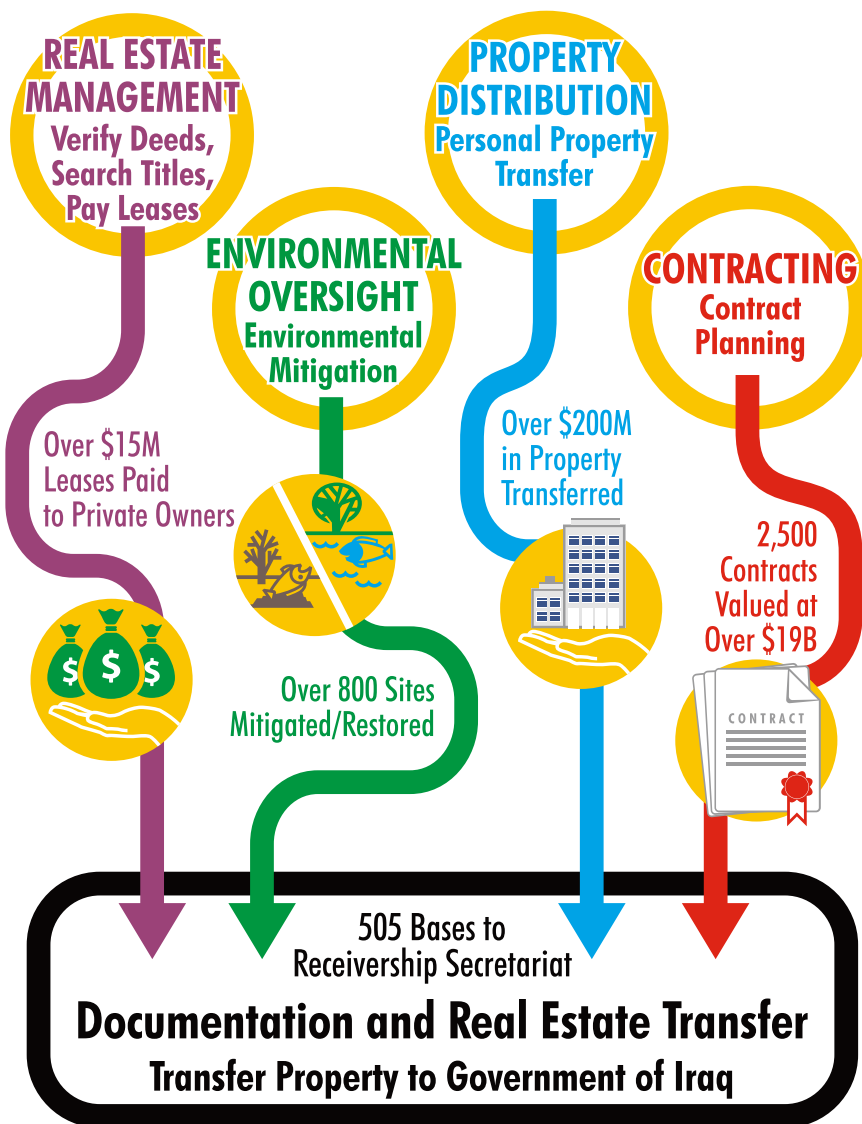 REAL ESTATE
MANAGEMENT
Verify Deeds,
Search Titles,
Pay Leases
PROPERTY
DISTRIBUTION
Personal Property
Transfer
ENVIRONMENTAL
OVERSIGHT
Environmental
Mitigation
CONTRACTING
Contract
Planning
Over $15M
Leases Paid
to Private Owners
Over $200M
in Property
Transferred
2,500
Contracts
Valued at
Over $19B
$ $ $
Over 800 Sites
Mitigated/Restored
CONTRACT
505 Bases to
Receivership Secretariat
Documentation and Real Estate Transfer
Transfer Property to Government of Iraq